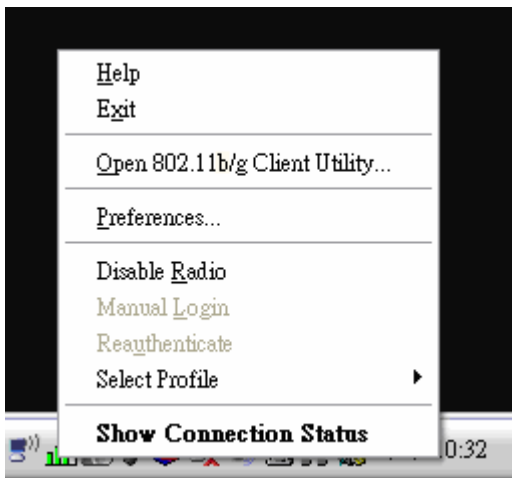 Help
Exit
Open 802.11b/g Client Utility...
Preferences...
Disable Radio
Manual Login
Reauthenticate
Select Profile
Show Connection Status
0:32